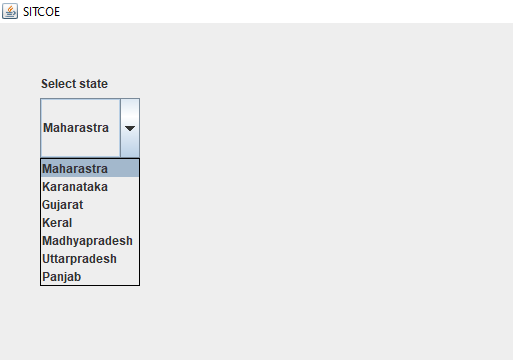 SITCOE
Select state
Maharastra
Maharastra
Karanataka
Gujarat
Keral
Madhyapradesh
Uttarpradesh
Panjab